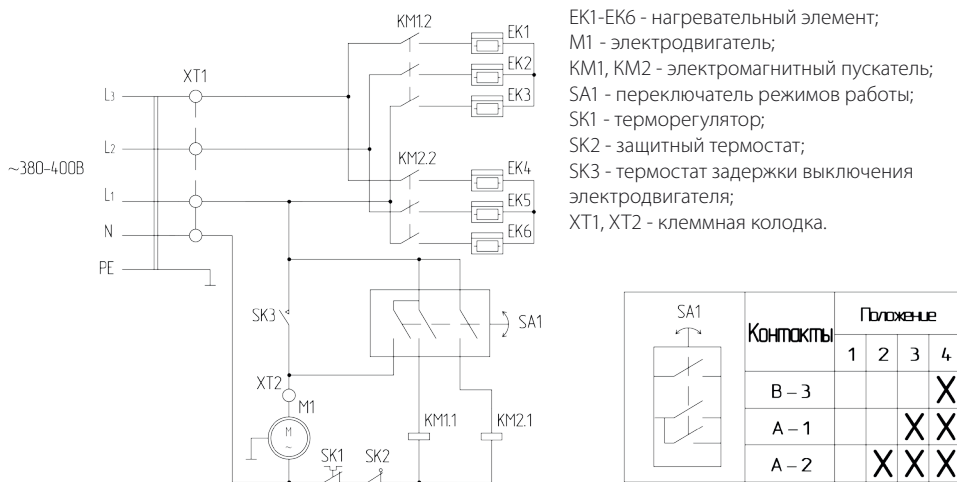 KM1.2
EK1
EK2
EK3
XT1
L3
L2
~380-400В
KM2.2
EK4
L1
EK5
N
EK6
PE
SK3
SA1
XT2
M1
M
~
KM1.1
KM2.1
SK1
SK2
EK1-EK6 - нагревательный элемент;
M1 - электродвигатель;
KM1, KM2 - электромагнитный пускатель;
SA1 - переключатель режимов работы;
SK1 - терморегулятор;
SK2 - защитный термостат;
SK3 - термостат задержки выключения
электродвигателя;
XT1, XT2 - клеммная колодка.
SA1
Контакты
Положение
1 2 3 4
B – 3 X
A – 1 X X
A – 2 X X X